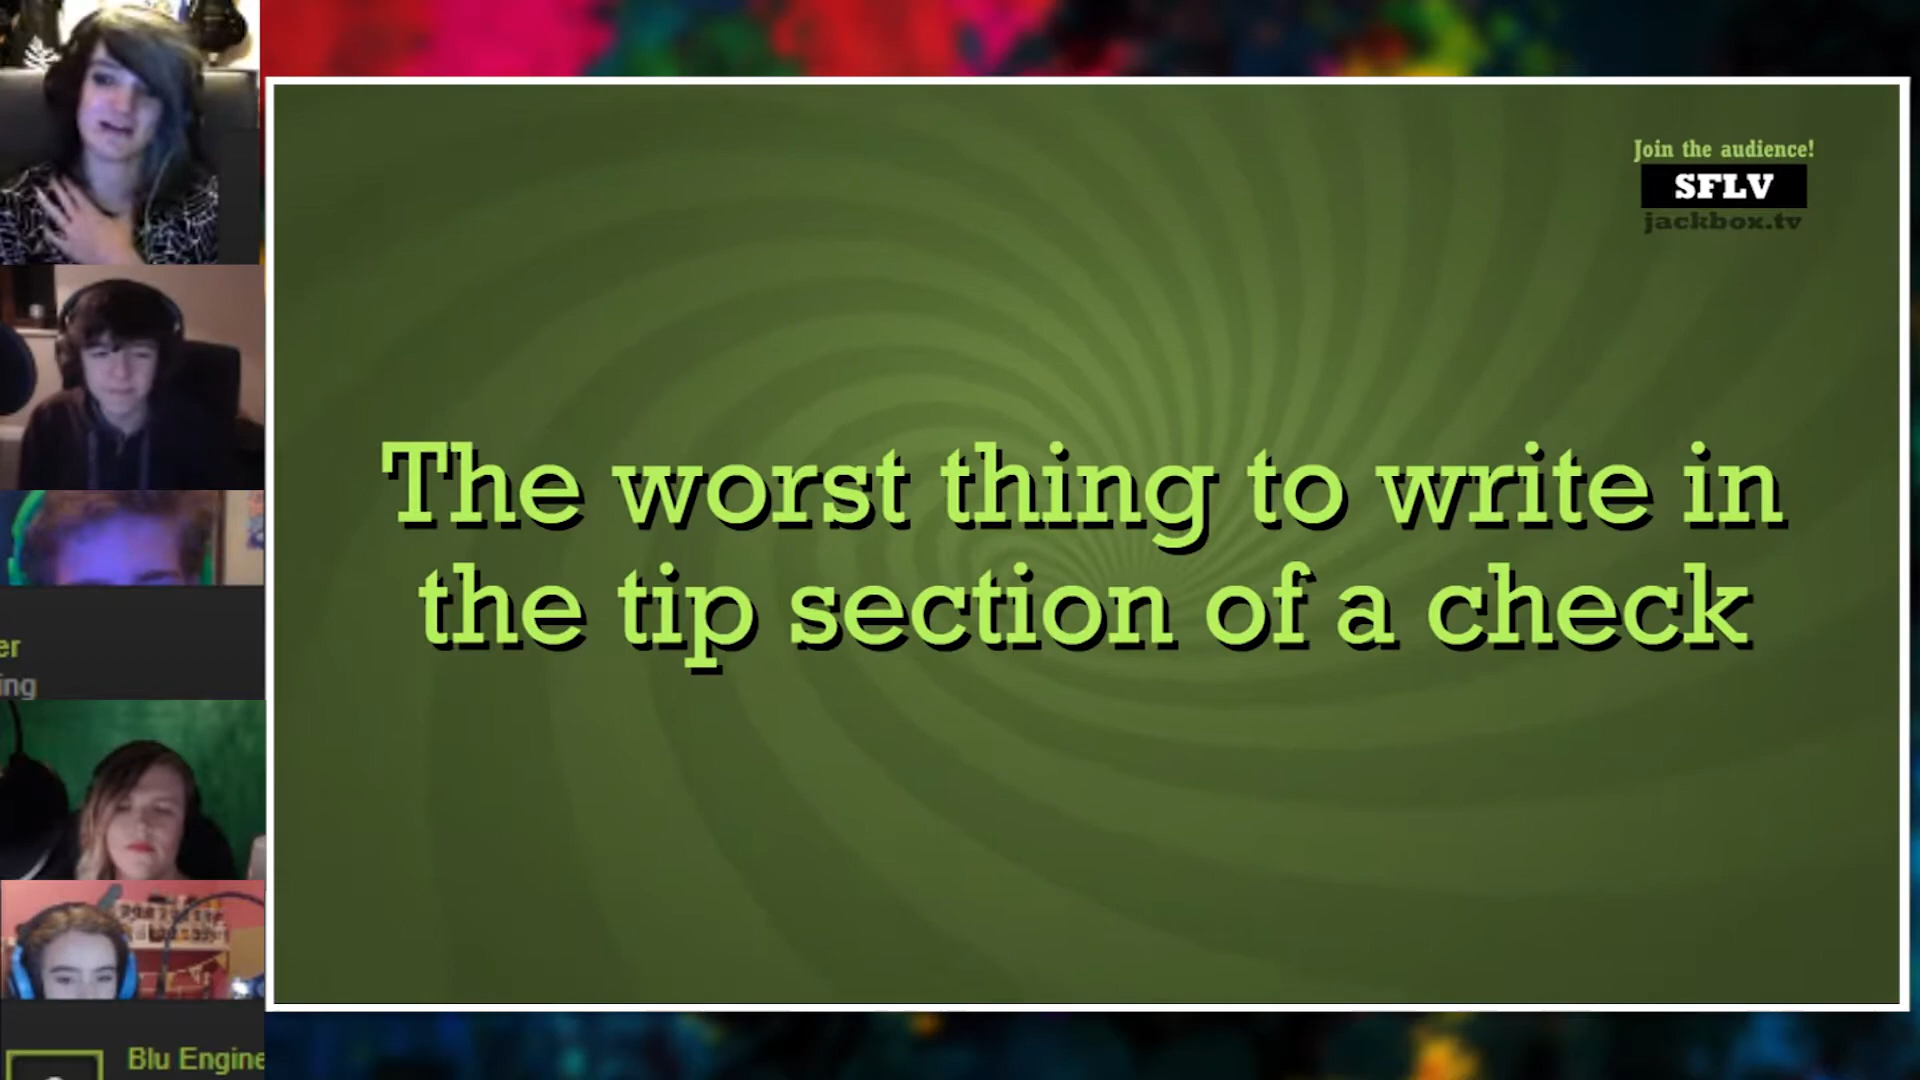 Join the audience!
SFLV
jackbox.tv
The worst thing to write in
the tip section of a check
er
ing
Blu Engine